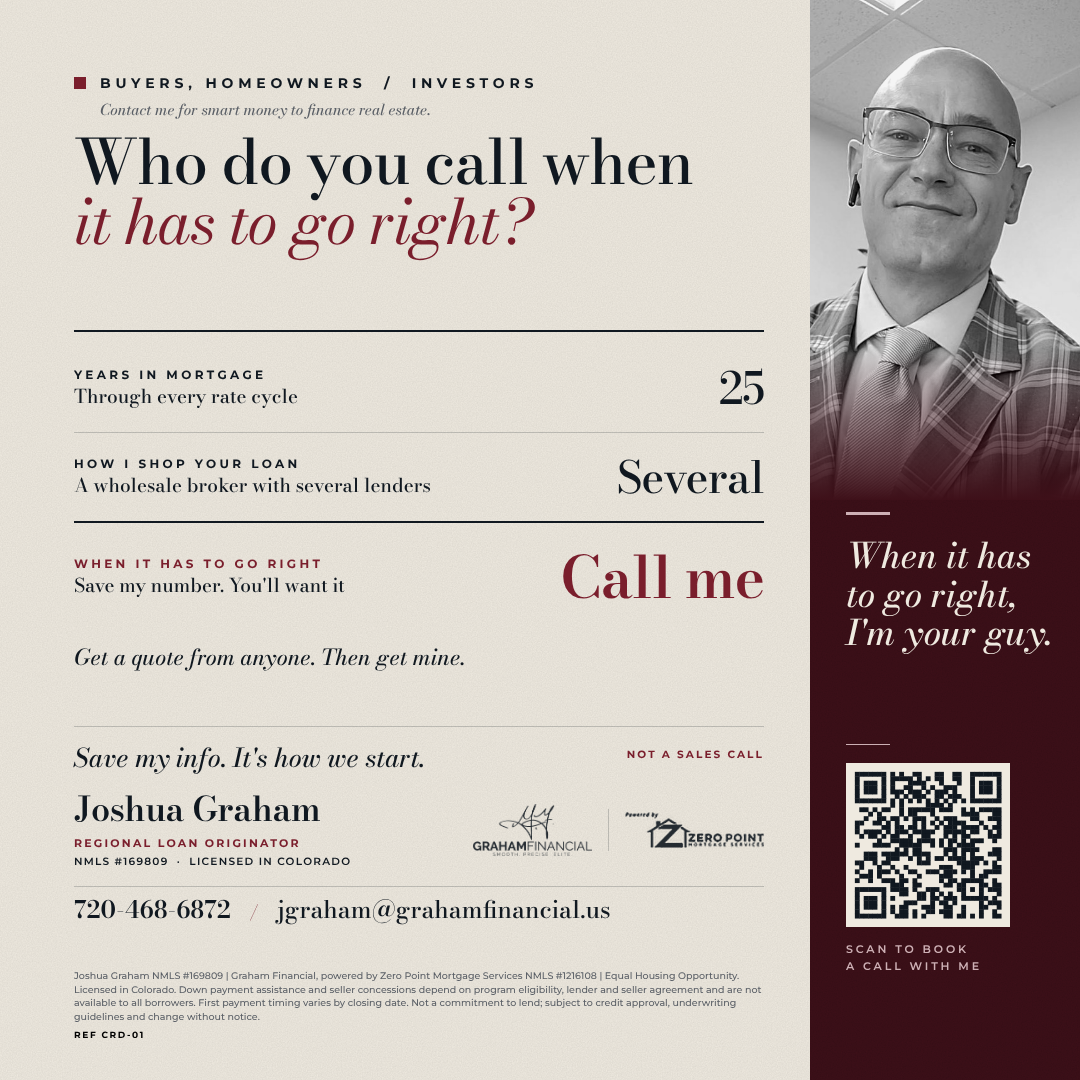 BUYERS, HOMEOWNERS / INVESTORS
Contact me for smart money to finance real estate.
Who do you call when
it has to go right?
YEARS IN MORTGAGE
Through every rate cycle
25
HOW I SHOP YOUR LOAN
A wholesale broker with several lenders
Several
WHEN IT HAS TO GO RIGHT
Save my number. You'll want it
Call me
Get a quote from anyone. Then get mine.
Save my info. It's how we start.
NOT A SALES CALL
Joshua Graham
REGIONAL LOAN ORIGINATOR
NMLS #169809 · LICENSED IN COLORADO
GRAHAMFINANCIAL
SMOOTH. PRECISE. ELITE.
Powered by
ZERO POINT
MORTGAGE SERVICES
720-468-6872 / jgraham@grahamfinancial.us
Joshua Graham NMLS #169809 | Graham Financial, powered by Zero Point Mortgage Services NMLS #1216108 | Equal Housing Opportunity.
Licensed in Colorado. Down payment assistance and seller concessions depend on program eligibility, lender and seller agreement and are not
available to all borrowers. First payment timing varies by closing date. Not a commitment to lend; subject to credit approval, underwriting
guidelines and change without notice.
REF CRD-01
When it has
to go right,
I'm your guy.
SCAN TO BOOK
A CALL WITH ME